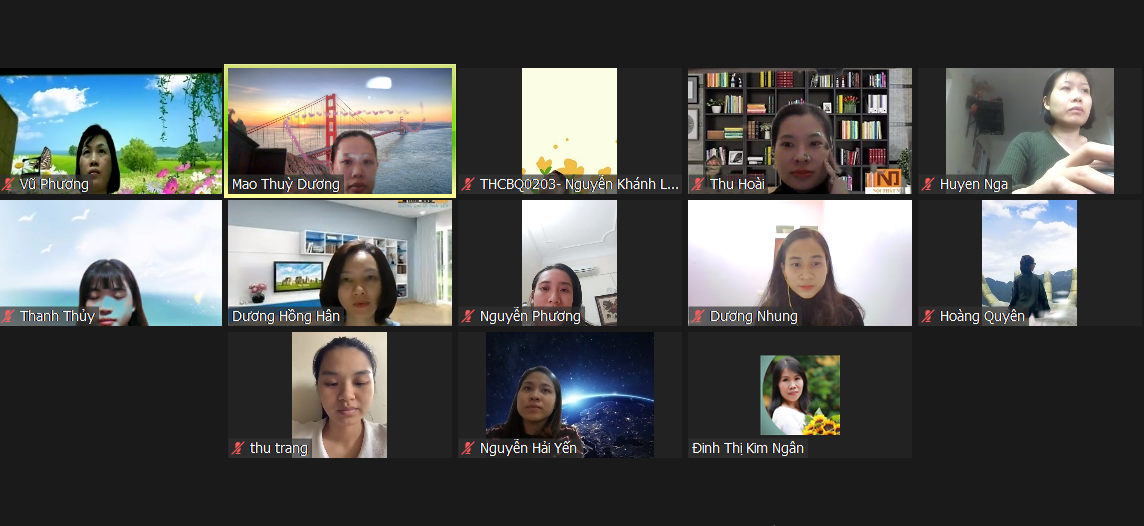 Vũ Phương
Mao Thuỳ Dương
THCBQ0203- Nguyễn Khánh L...
Thu Hoài
Huyen Nga
Thanh Thủy
Dương Hồng Hân
Nguyễn Phương
Dương Nhung
Hoàng Quyên
thu trang
Nguyễn Hải Yến
Đinh Thị Kim Ngân